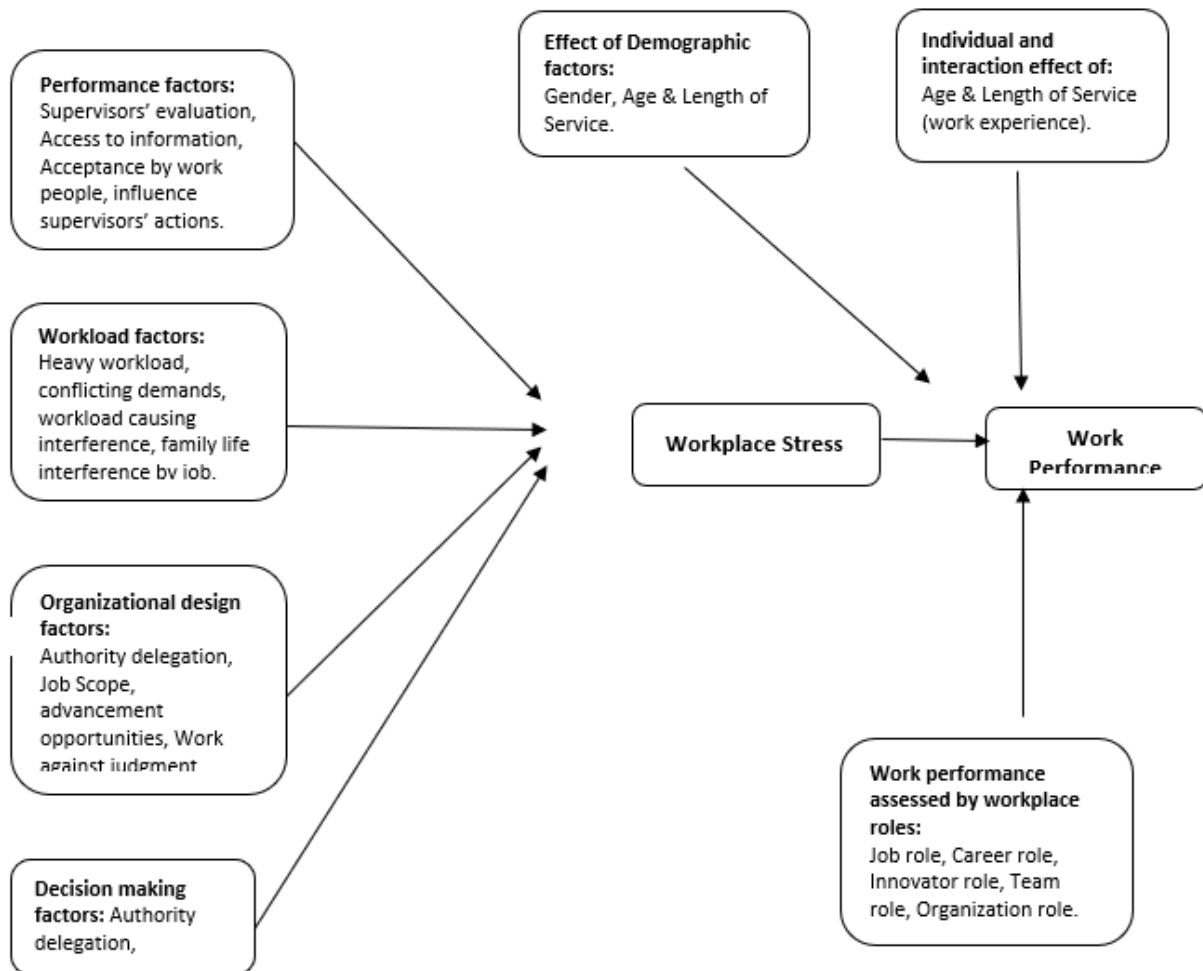 Performance factors:
Supervisors' evaluation,
Access to information,
Acceptance by work
people, influence
supervisors' actions.
Workload factors:
Heavy workload,
conflicting demands,
workload causing
interference, family life
interference by job.
Organizational design
factors:
Authority delegation,
Job Scope,
advancement
opportunities, Work
against judgment
Decision making
factors: Authority
delegation,
Effect of Demographic
factors:
Gender, Age & Length of
Service.
Individual and
interaction effect of:
Age & Length of Service
(work experience).
Workplace Stress
Work
Performance
Work performance
assessed by workplace
roles:
Job role, Career role,
Innovator role, Team
role, Organization role.